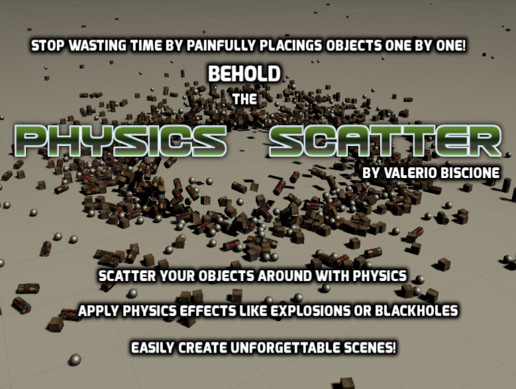 STOP WASTING TIME BY PAINFULLY PLACINGS OBJECTS ONE BY ONE!
BEHOLD
THE
PHYSICS SCATTER
BY VALERIO BISCIONE
SCATTER YOUR OBJECTS AROUND WITH PHYSICS
APPLY PHYSICS EFFECTS LIKE EXPLOSIONS OR BLACKHOLES
EASILY CREATE UNFORGETTABLE SCENES!